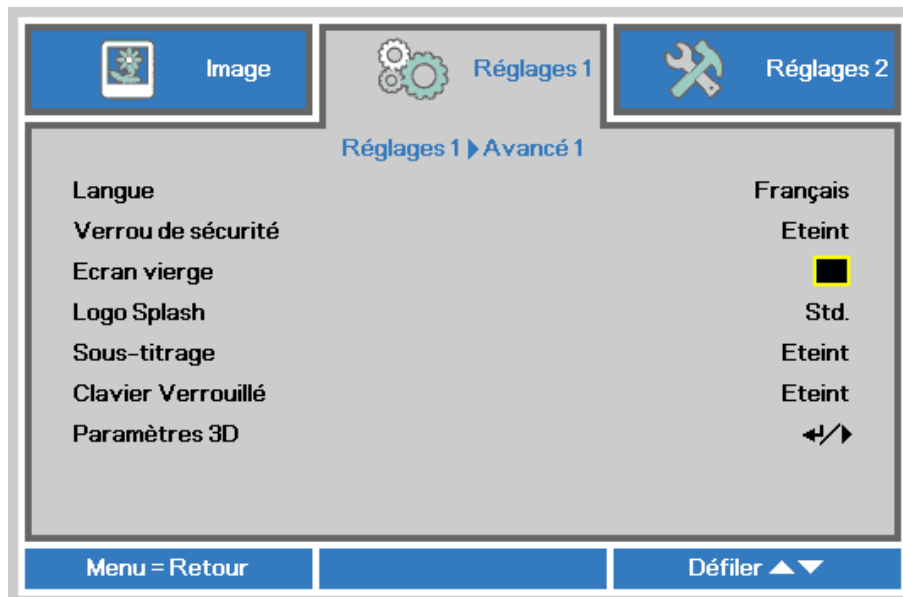 Image
Réglages 1
Réglages 2
Réglages 1 ▶ Avancé 1
Langue Français
Verrou de sécurité Eteint
Ecran vierge
Logo Splash Std.
Sous-titrage Eteint
Clavier Verrouillé Eteint
Paramètres 3D ↵/▶
Menu = Retour
Défiler ▲▼